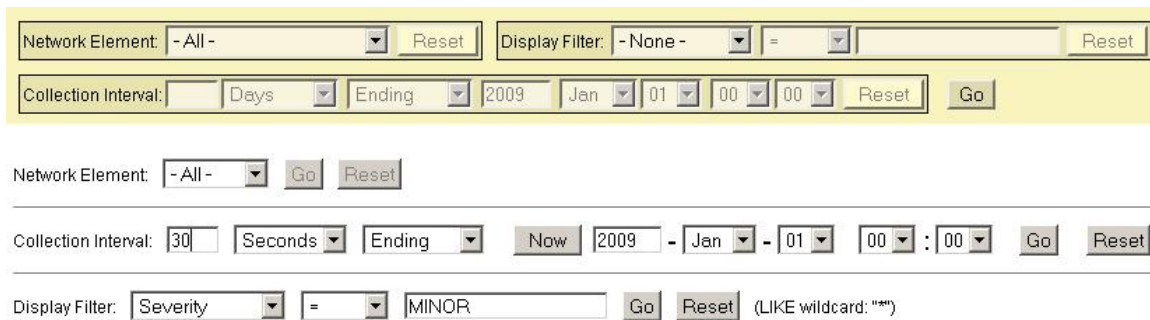 Network Element: - All - Reset Display Filter: - None - = Reset
Collection Interval: Days Ending 2009 Jan 01 00 00 Reset Go
Network Element: - All - Go Reset
Collection Interval: 30 Seconds Ending Now 2009 - Jan - 01 00 : 00 Go Reset
Display Filter: Severity = MINOR Go Reset (LIKE wildcard: "*")